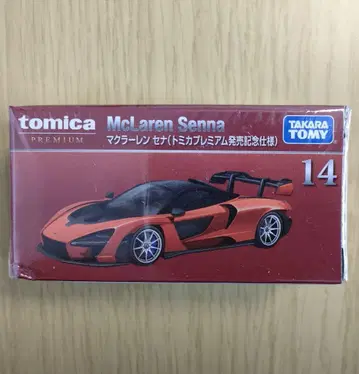 tomica
PREMIUM
McLaren Senna
マクラーレン セナ(トミカプレミアム発売記念仕様)
TAKARA
TOMY
14